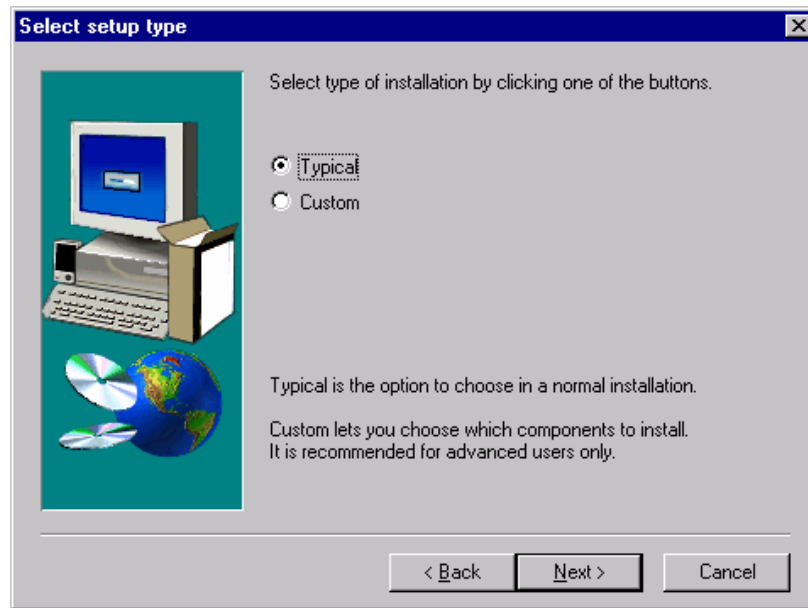 Select setup type
Select type of installation by clicking one of the buttons.
Typical
Custom
Typical is the option to choose in a normal installation.
Custom lets you choose which components to install.
It is recommended for advanced users only.
< Back
Next >
Cancel